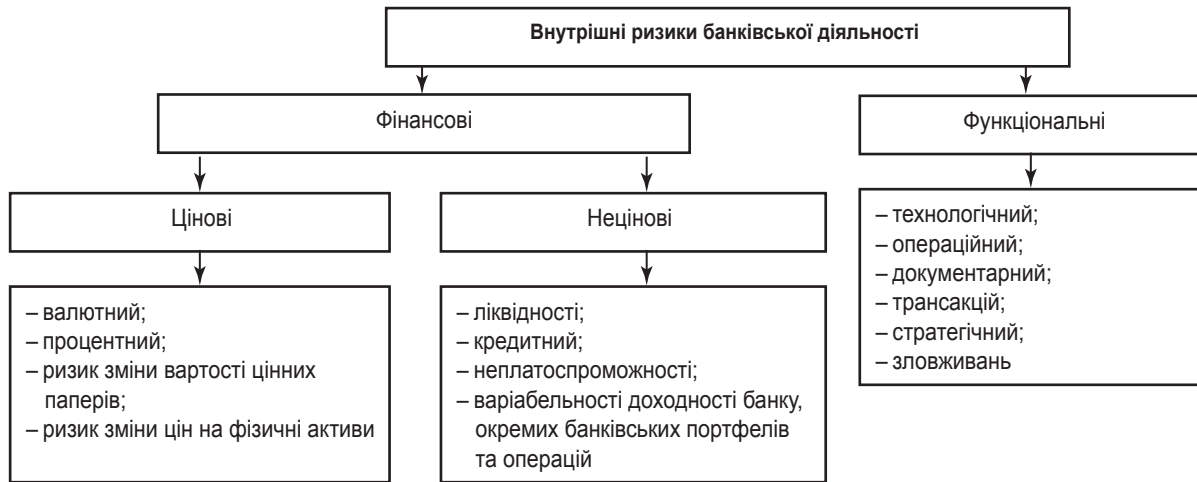 Внутрішні ризики банківської діяльності
Фінансові
Функціональні
Цінові
Нецінові
– технологічний;
– операційний;
– документарний;
– трансакцій;
– стратегічний;
– зловживань
– валютний;
– процентний;
– ризик зміни вартості цінних
паперів;
– ризик зміни цін на фізичні активи
– ліквідності;
– кредитний;
– неплатоспроможності;
– варіабельності доходності банку,
окремих банківських портфелів
та операцій